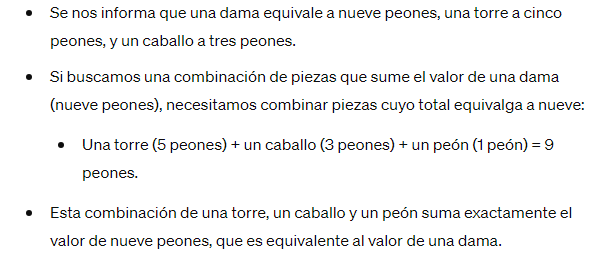 • Se nos informa que una dama equivale a nueve peones, una torre a cinco
peones, y un caballo a tres peones.
• Si buscamos una combinación de piezas que sume el valor de una dama
(nueve peones), necesitamos combinar piezas cuyo total equivalga a nueve:
• Una torre (5 peones) + un caballo (3 peones) + un peón (1 peón) = 9
peones.
• Esta combinación de una torre, un caballo y un peón suma exactamente el
valor de nueve peones, que es equivalente al valor de una dama.